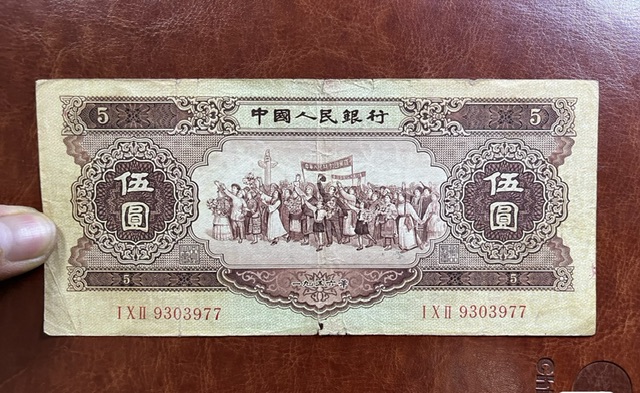 5 中國人民銀行 5
伍圓 伍圓
5 一九五六年 5
I X II 9303977 I X II 9303977